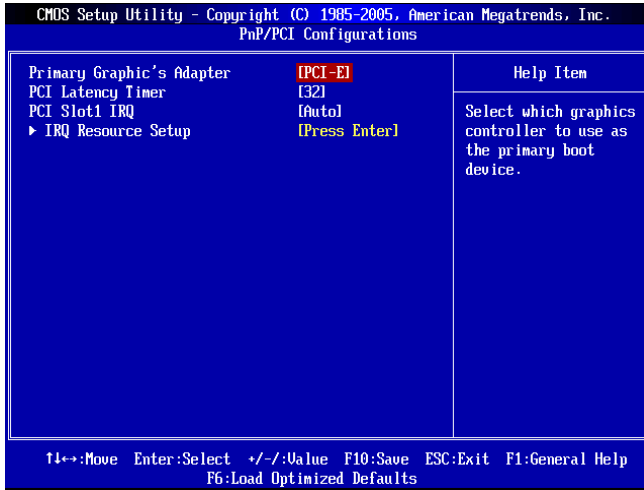 CMOS Setup Utility - Copyright (C) 1985-2005, American Megatrends, Inc.
PnP/PCI Configurations
Primary Graphic's Adapter [PCI-E]
PCI Latency Timer [32]
PCI Slot1 IRQ [Auto]
▶ IRQ Resource Setup [Press Enter]
Help Item
Select which graphics
controller to use as
the primary boot
device.
↑↓←→:Move Enter:Select +/-/:Value F10:Save ESC:Exit F1:General Help
F6:Load Optimized Defaults